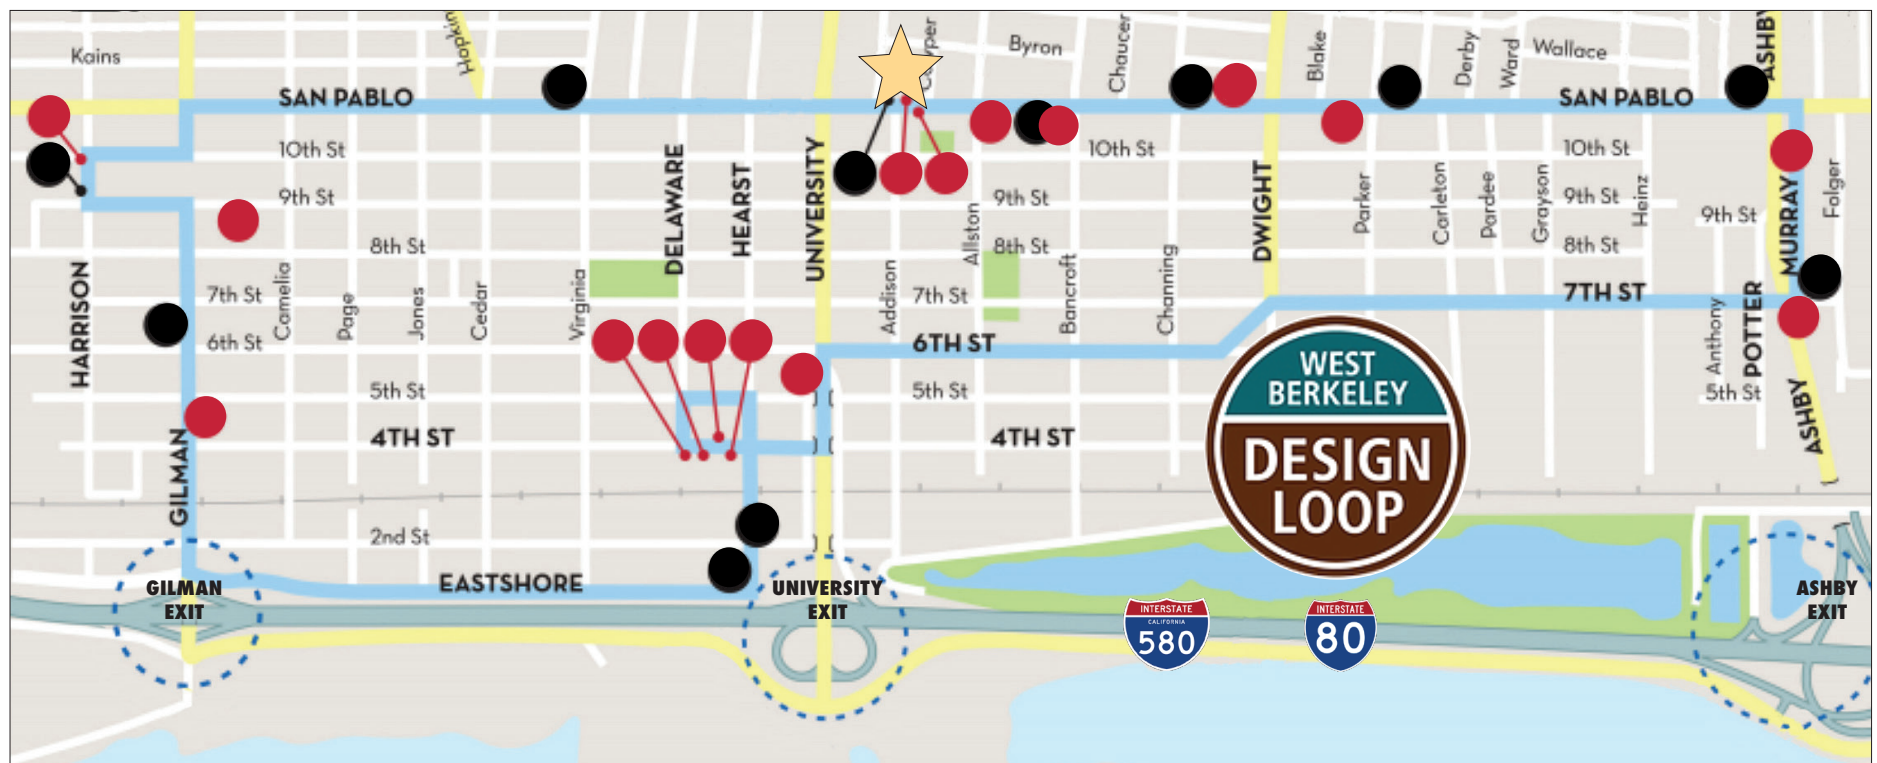 Kains
Hopkin
Byron
Chaucer
Blake
Derby
Ward
Wallace
ASHBY
SAN PABLO
SAN PABLO
10th St
10th St
10th St
9th St
9th St
9th St
9th St
8th St
8th St
8th St
HARRISON
GILMAN
Camelia
Page
Jones
Cedar
Virginia
DELAWARE
HEARST
UNIVERSITY
Addison
Allston
Bancroft
Channing
DWIGHT
Parker
Carleton
Pardee
Grayson
Heinz
Anthony
POTTER
MURRAY
Folger
ASHBY
7th St
7th St
7TH ST
6th St
6TH ST
5th St
5th St
5th St
4TH ST
4TH ST
2nd St
EASTSHORE
WEST
BERKELEY
DESIGN
LOOP
GILMAN
EXIT
UNIVERSITY
EXIT
ASHBY
EXIT
INTERSTATE
CALIFORNIA
580
INTERSTATE
80